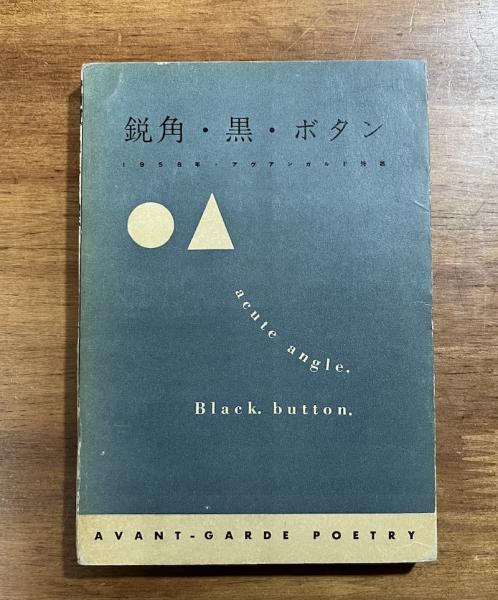 鋭角・黒・ボタン
1958年・アヴァンガルド詩選
acute angle.
Black. button.
AVANT-GARDE POETRY